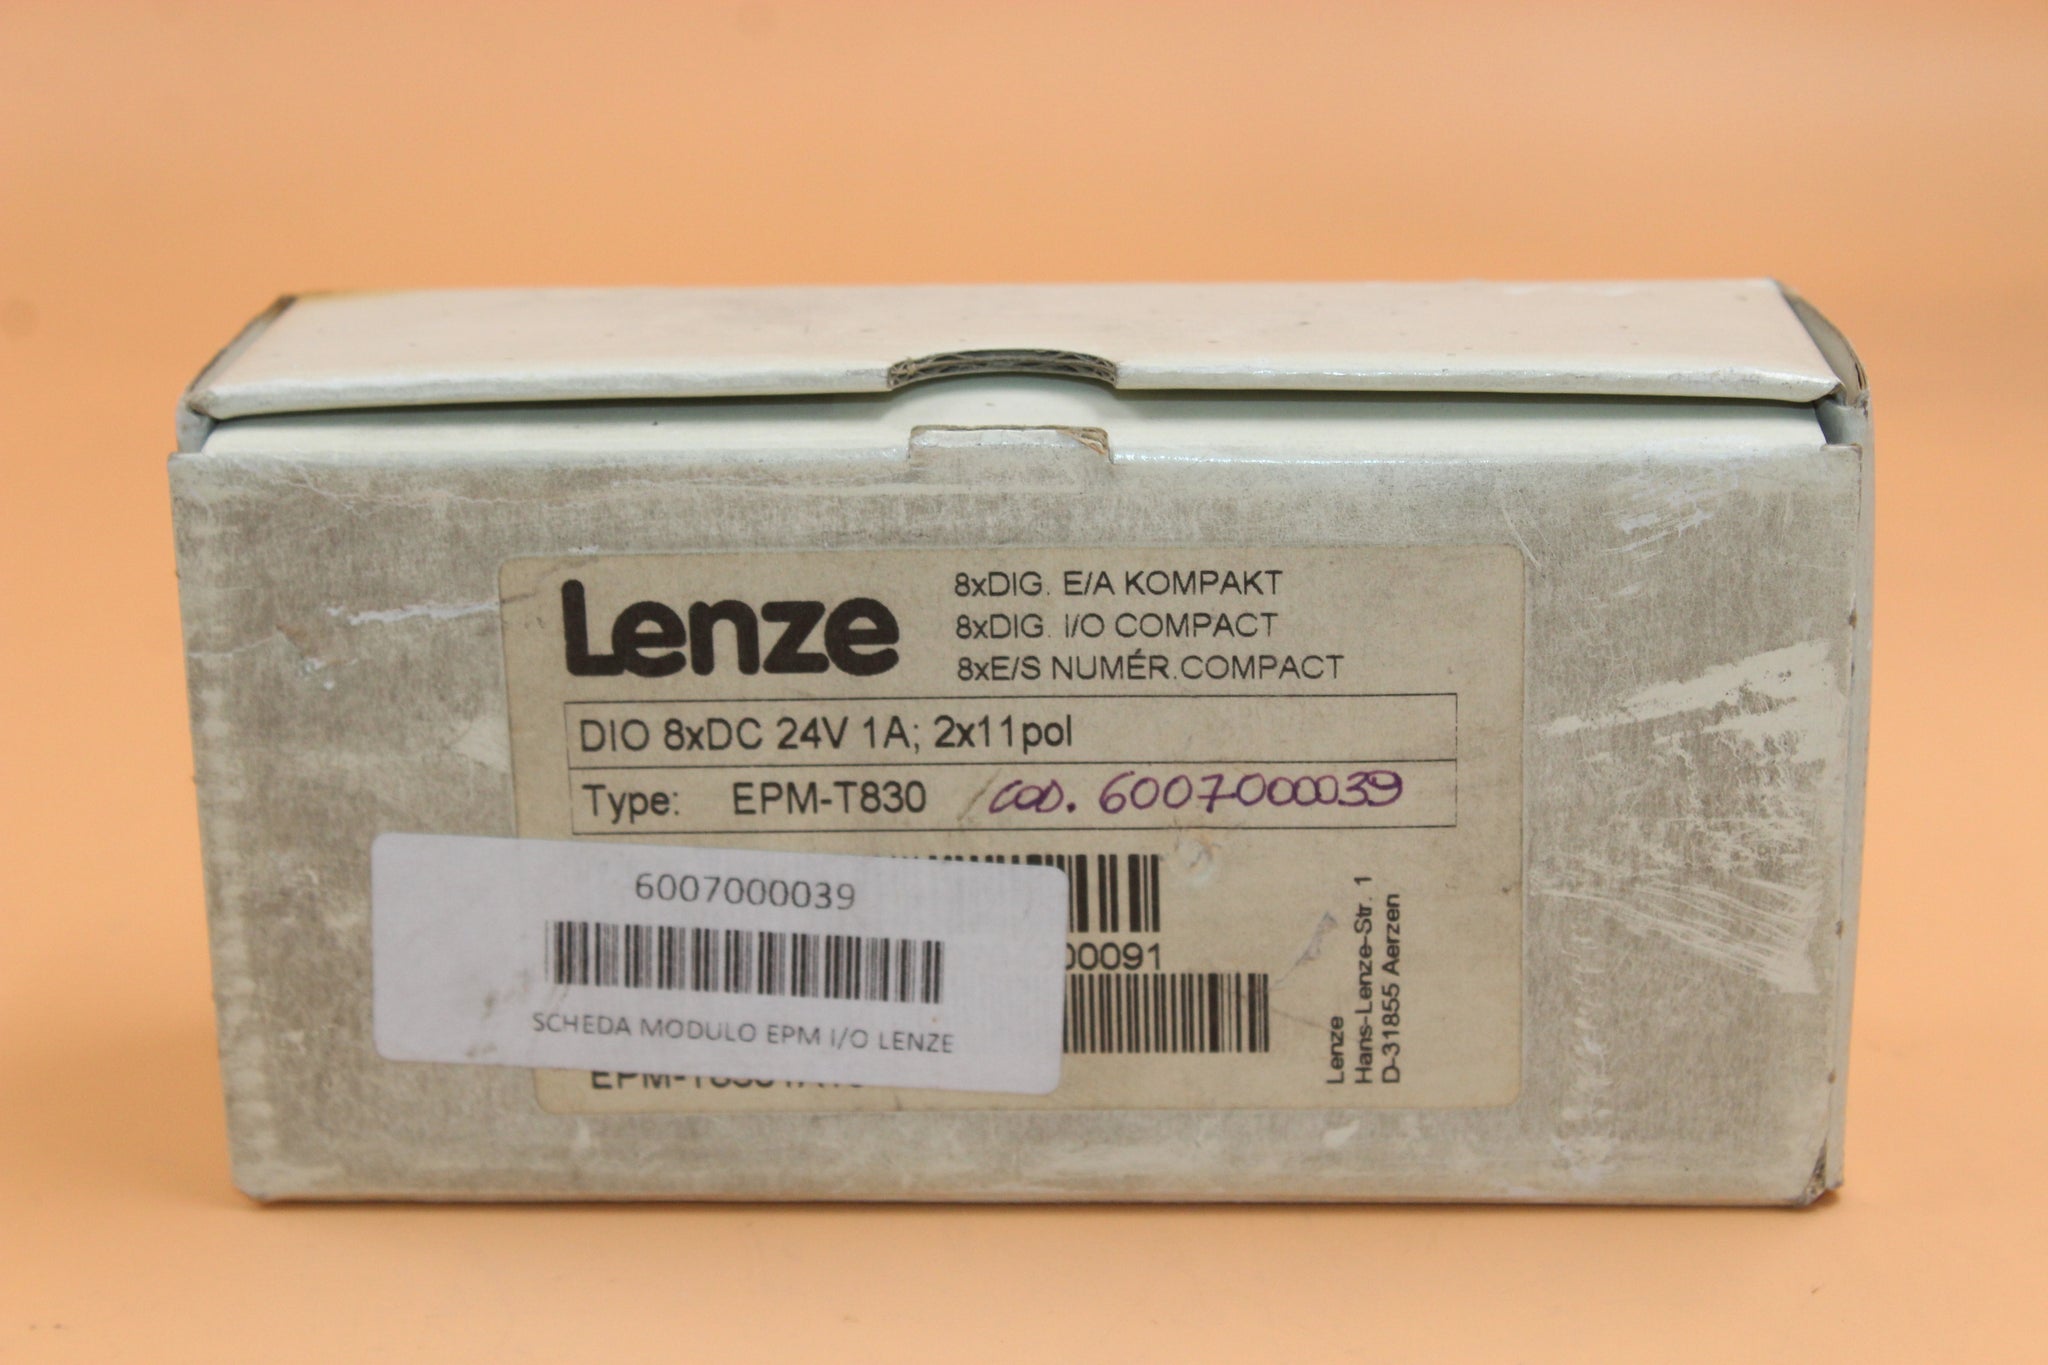 Lenze
8xDIG. E/A KOMPAKT
8xDIG. I/O COMPACT
8xE/S NUMÉR.COMPACT
DIO 8xDC 24V 1A; 2x11pol
Type: EPM-T830 / COD. 6007000039
6007000039
SCHEDA MODULO EPM I/O LENZE
00091
Lenze
Hans-Lenze-Str. 1
D-31855 Aerzen